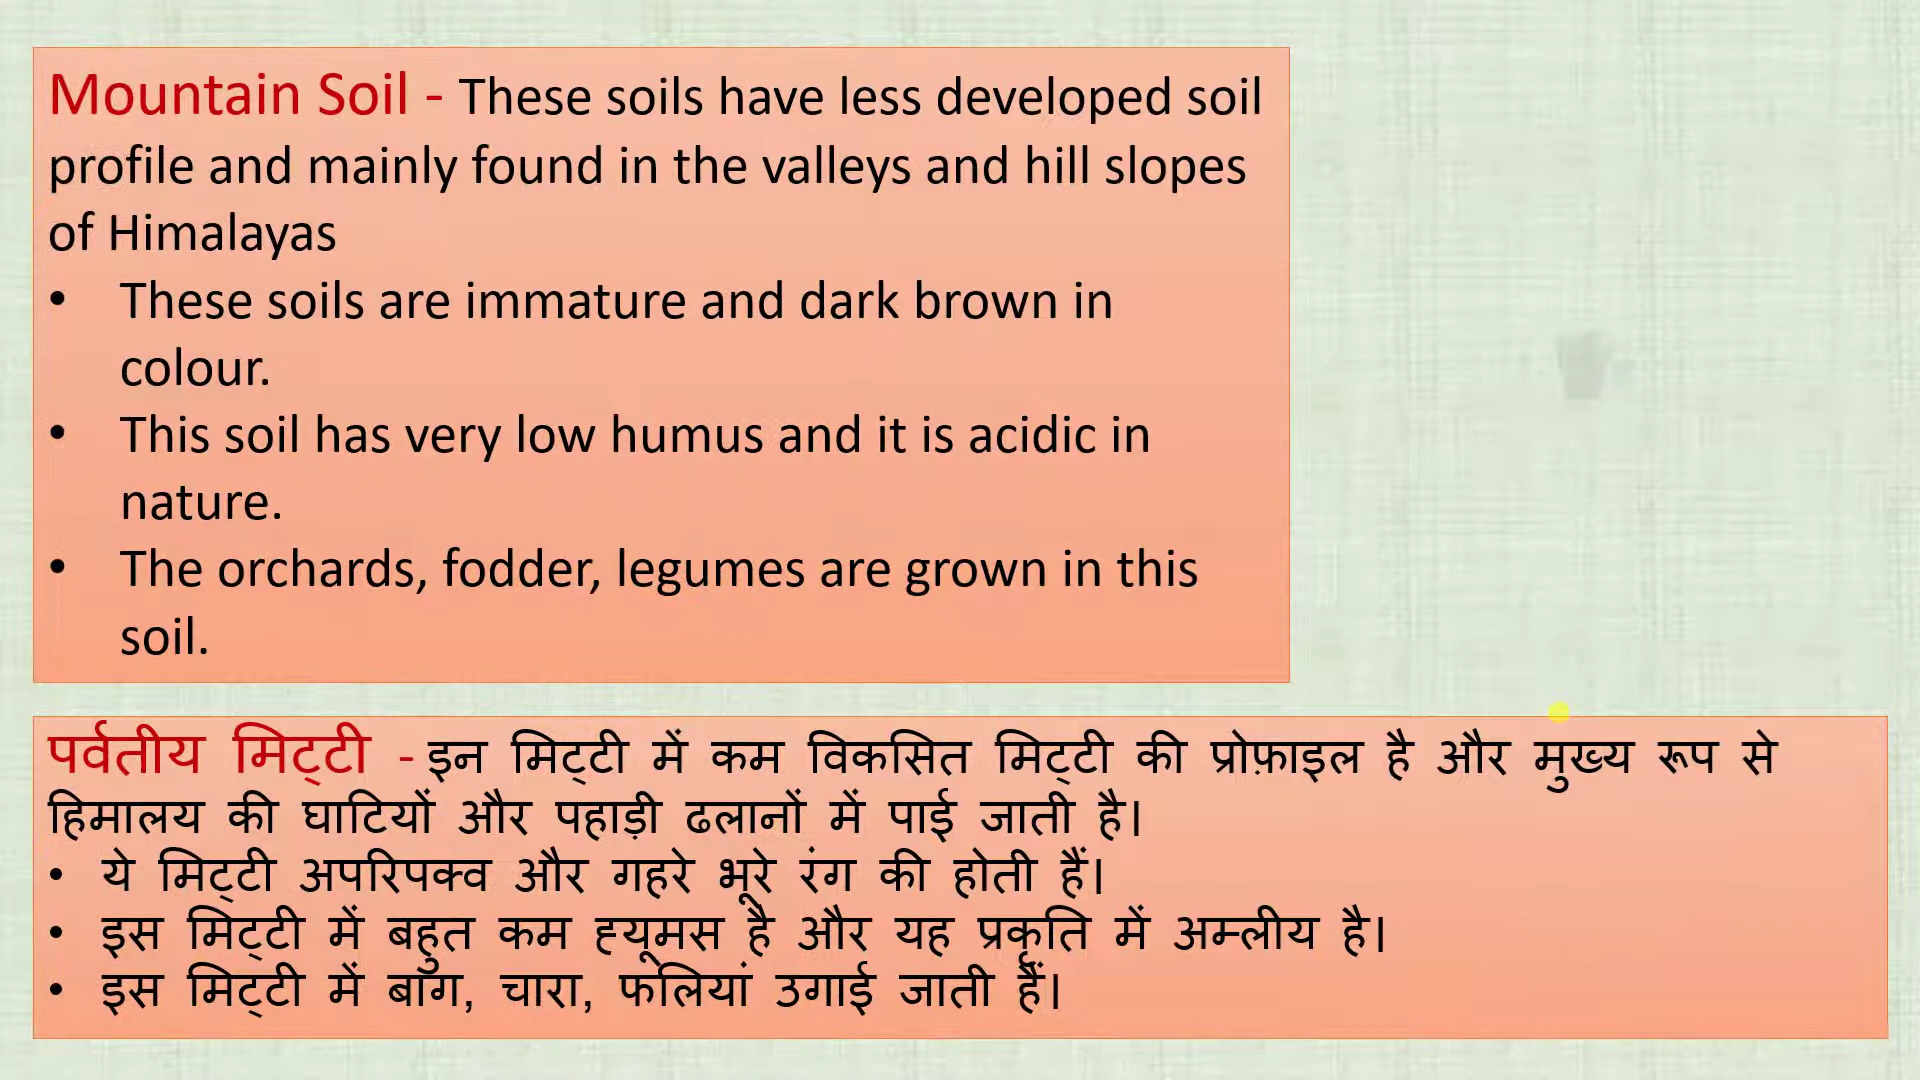 Mountain Soil - These soils have less developed soil
profile and mainly found in the valleys and hill slopes
of Himalayas
• These soils are immature and dark brown in
colour.
• This soil has very low humus and it is acidic in
nature.
• The orchards, fodder, legumes are grown in this
soil.
पर्वतीय मिट्टी - इन मिट्टी में कम विकसित मिट्टी की प्रोफ़ाइल है और मुख्य रूप से
हिमालय की घाटियों और पहाड़ी ढलानों में पाई जाती है।
• ये मिट्टी अपरिपक्व और गहरे भूरे रंग की होती हैं।
• इस मिट्टी में बहुत कम ह्यूमस है और यह प्रकृति में अम्लीय है।
• इस मिट्टी में बाग, चारा, फलियां उगाई जाती हैं।